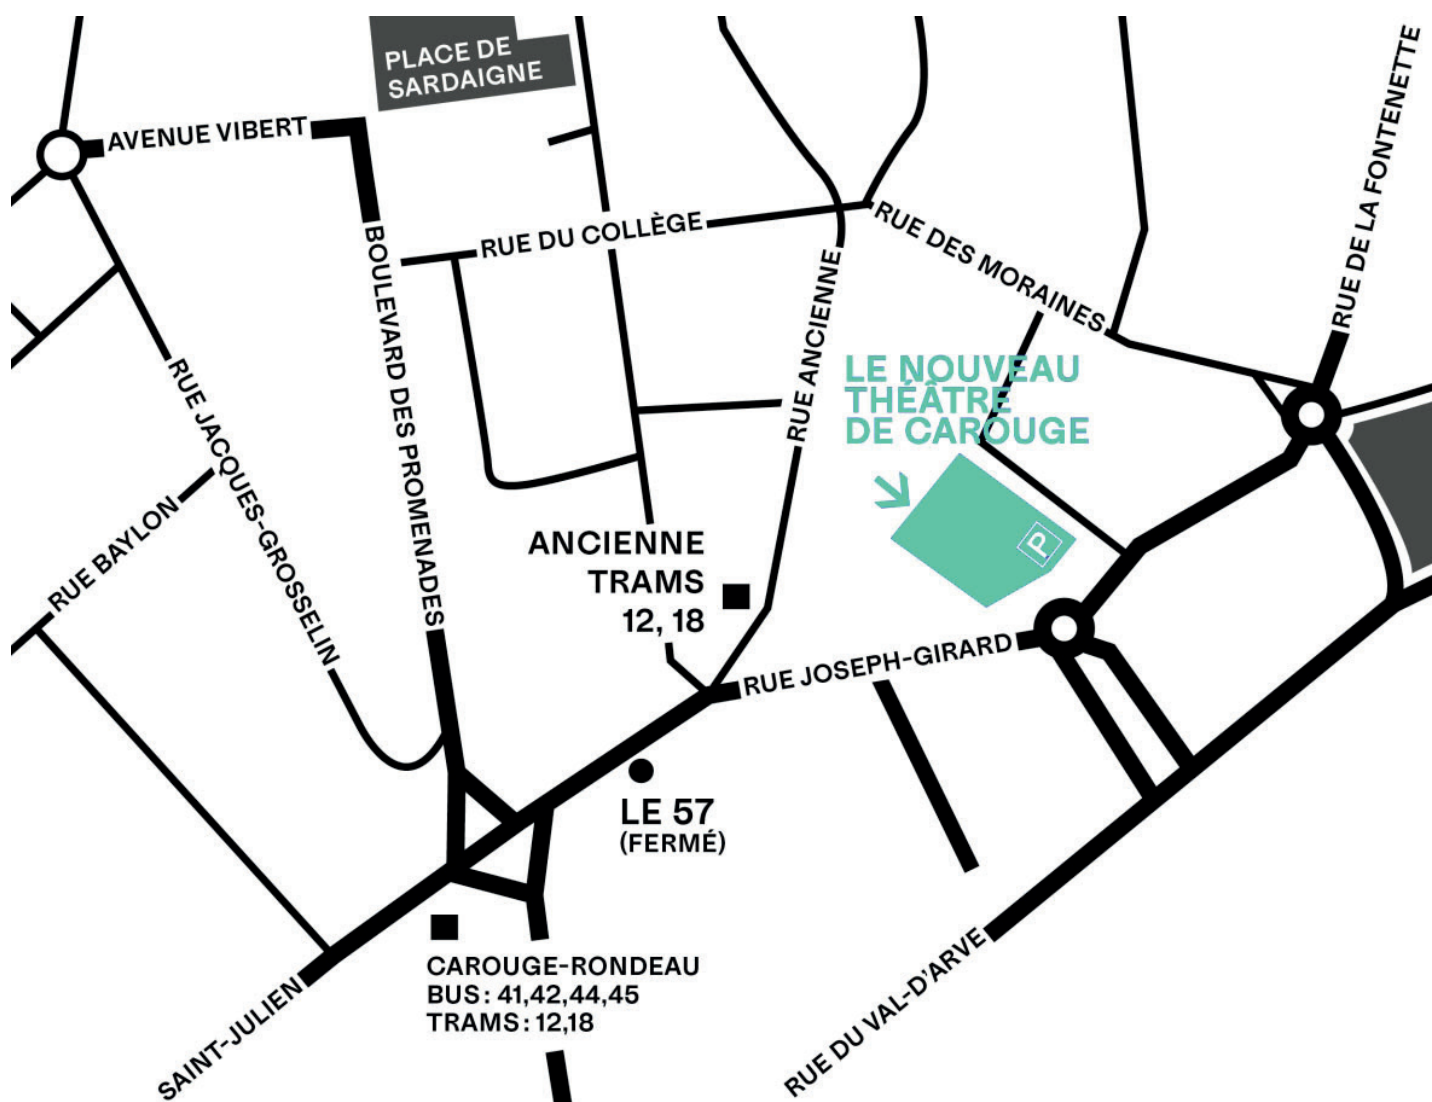 PLACE DE
SARDAIGNE
AVENUE VIBERT
RUE DE LA FONTENETTE
RUE DU COLLÈGE
RUE DES MORAINES
BOULEVARD DES PROMENADES
RUE ANCIENNE
RUE JACQUES-GROSSELIN
LE NOUVEAU
THÉÂTRE
DE CAROUGE
P
RUE BAYLON
ANCIENNE
TRAMS
12, 18
RUE JOSEPH-GIRARD
LE 57
(FERMÉ)
CAROUGE-RONDEAU
BUS : 41,42,44,45
TRAMS : 12,18
SAINT-JULIEN
RUE DU VAL-D'ARVE